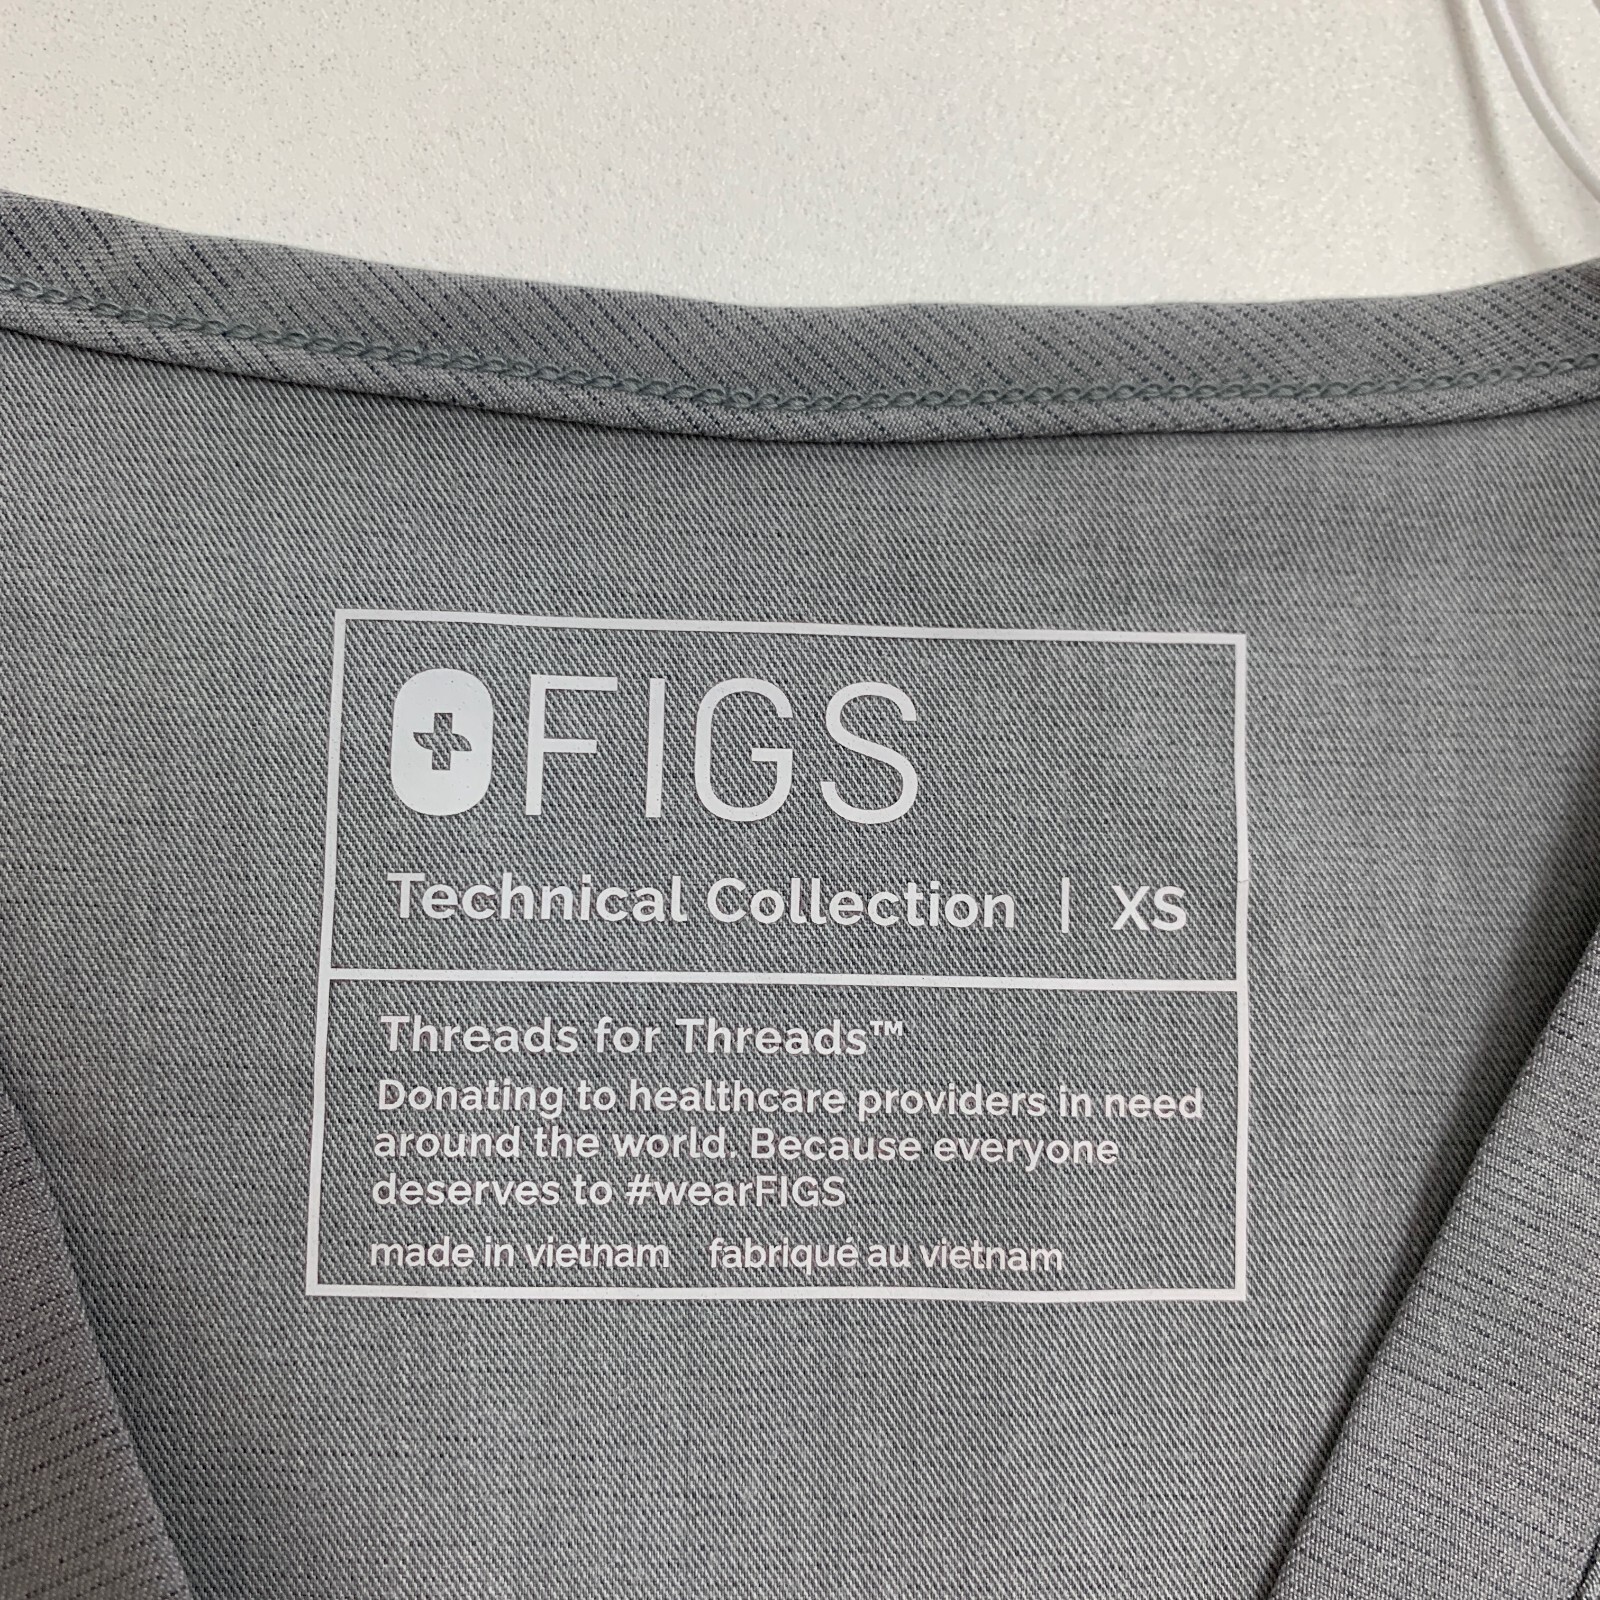 FIGS
Technical Collection | XS
Threads for Threads™
Donating to healthcare providers in need
around the world. Because everyone
deserves to #wearFIGS
made in vietnam fabriqué au vietnam